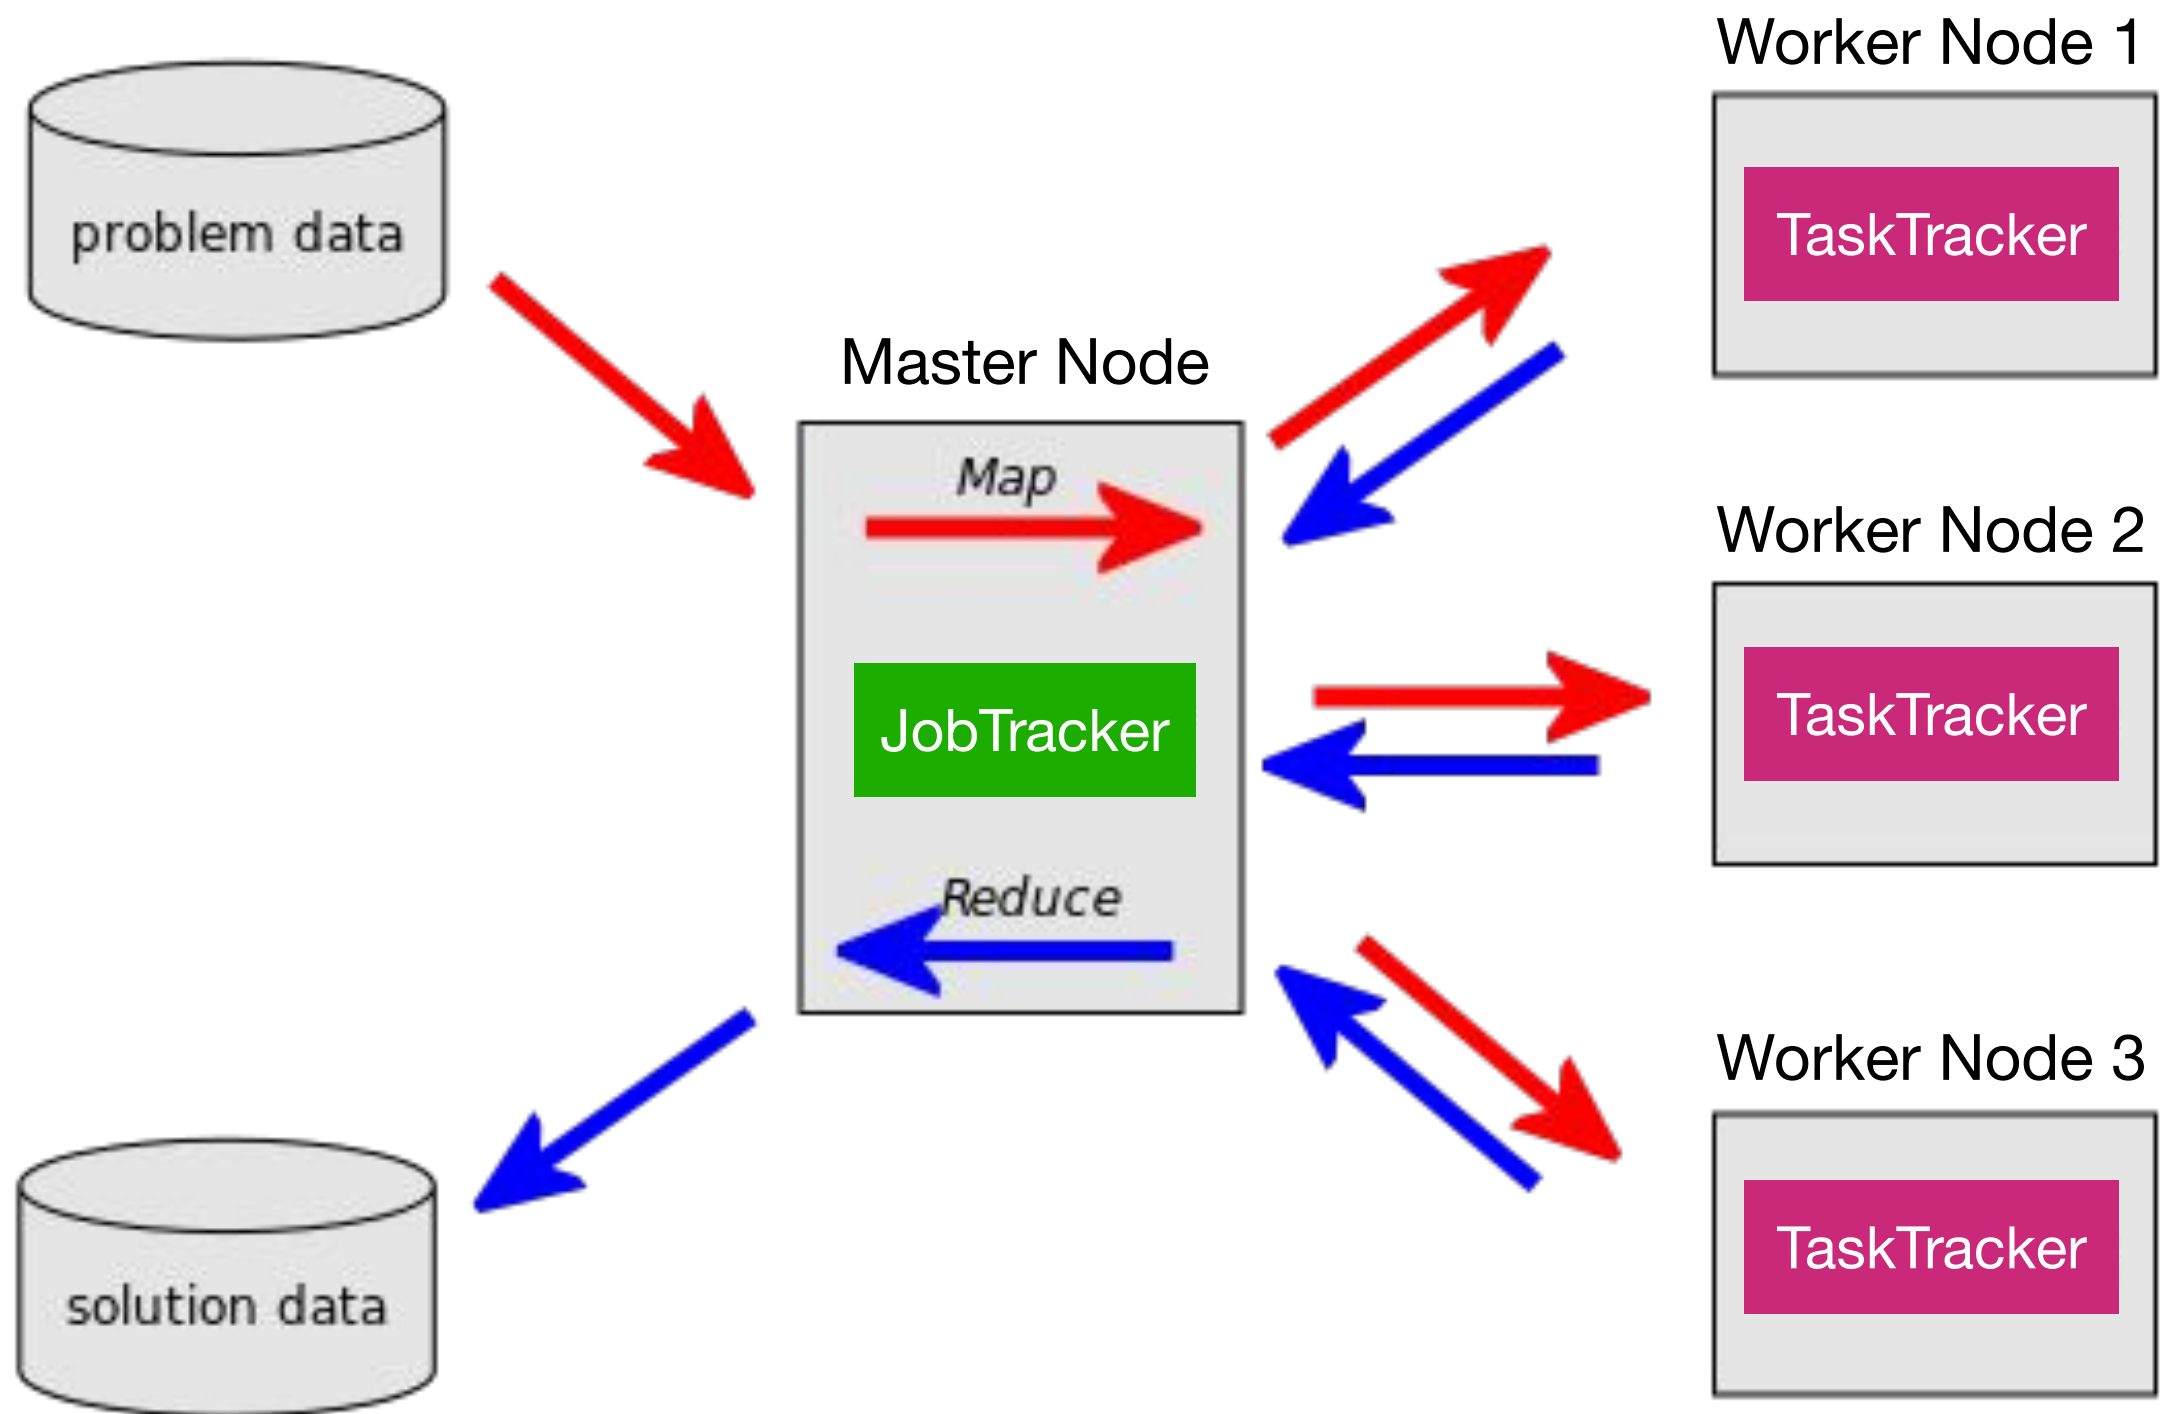 Worker Node 1
problem data
TaskTracker
Master Node
Map
Worker Node 2
JobTracker
TaskTracker
Reduce
Worker Node 3
solution data
TaskTracker